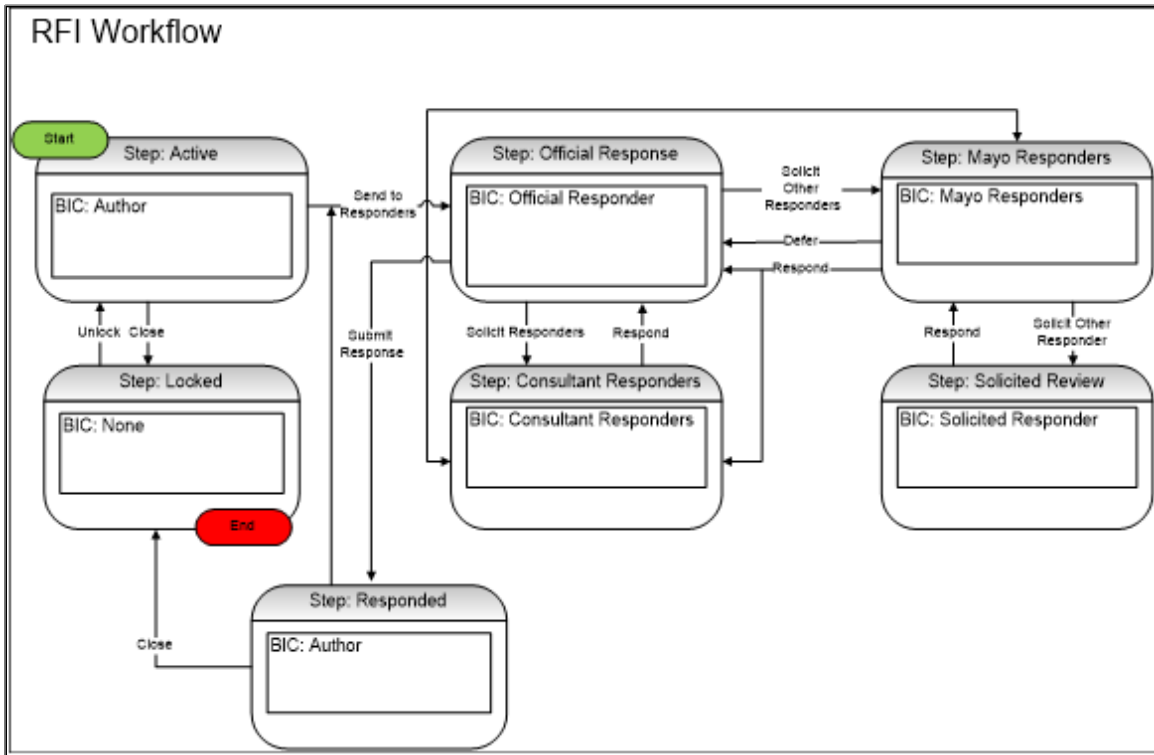 RFI Workflow
Start
Step: Active
BIC: Author
Send to
Responders
Step: Official Response
BIC: Official Responder
Solicit
Other
Responders
Step: Mayo Responders
BIC: Mayo Responders
Defer
Respond
Unlock
Close
Submit
Response
Solicit Responders
Respond
Respond
Solicit Other
Responder
Step: Locked
BIC: None
End
Step: Consultant Responders
BIC: Consultant Responders
Step: Solicited Review
BIC: Solicited Responder
Close
Step: Responded
BIC: Author